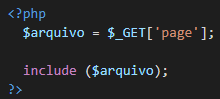 <?php
$arquivo = $_GET['page'];
include ($arquivo);
?>